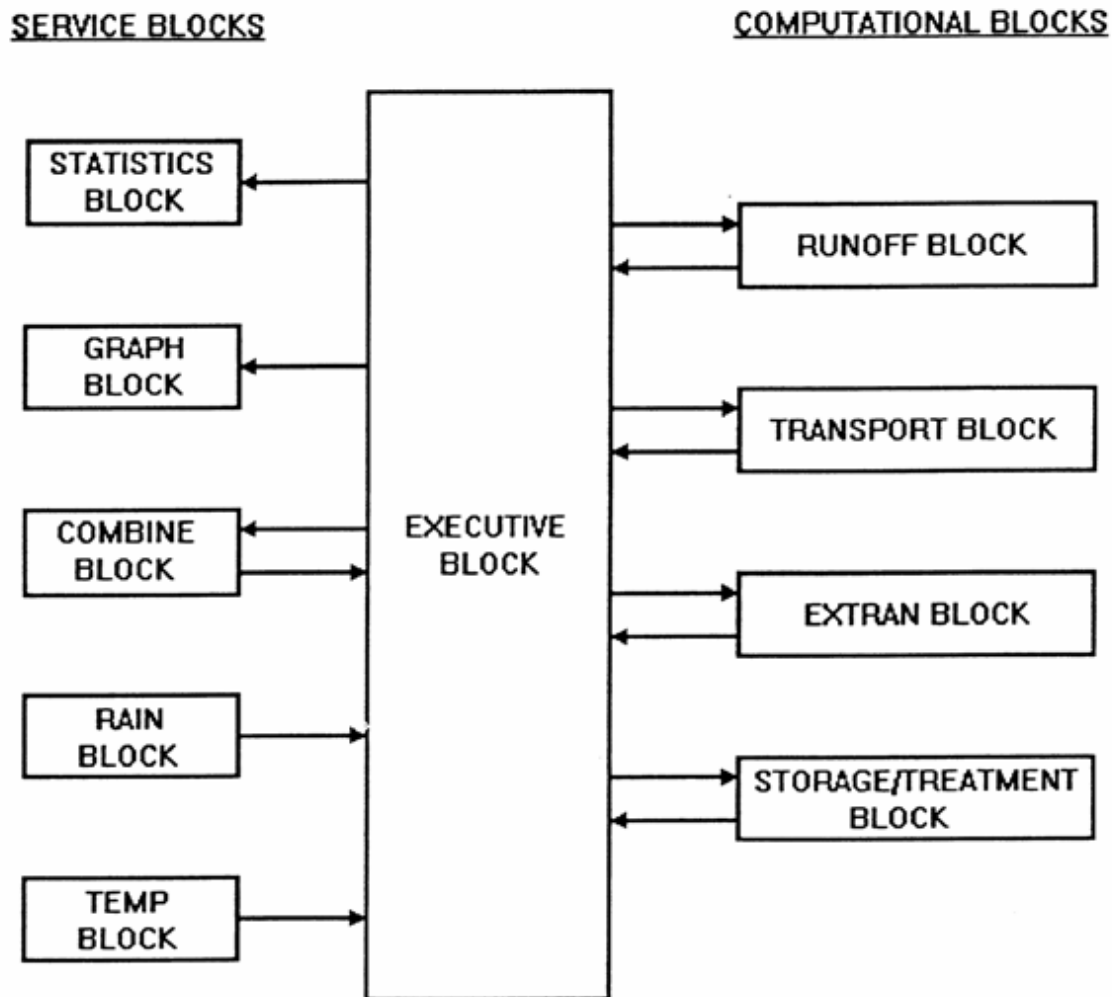 SERVICE BLOCKS
COMPUTATIONAL BLOCKS
STATISTICS
BLOCK
GRAPH
BLOCK
COMBINE
BLOCK
RAIN
BLOCK
TEMP
BLOCK
EXECUTIVE
BLOCK
RUNOFF BLOCK
TRANSPORT BLOCK
EXTRAN BLOCK
STORAGE/TREATMENT
BLOCK